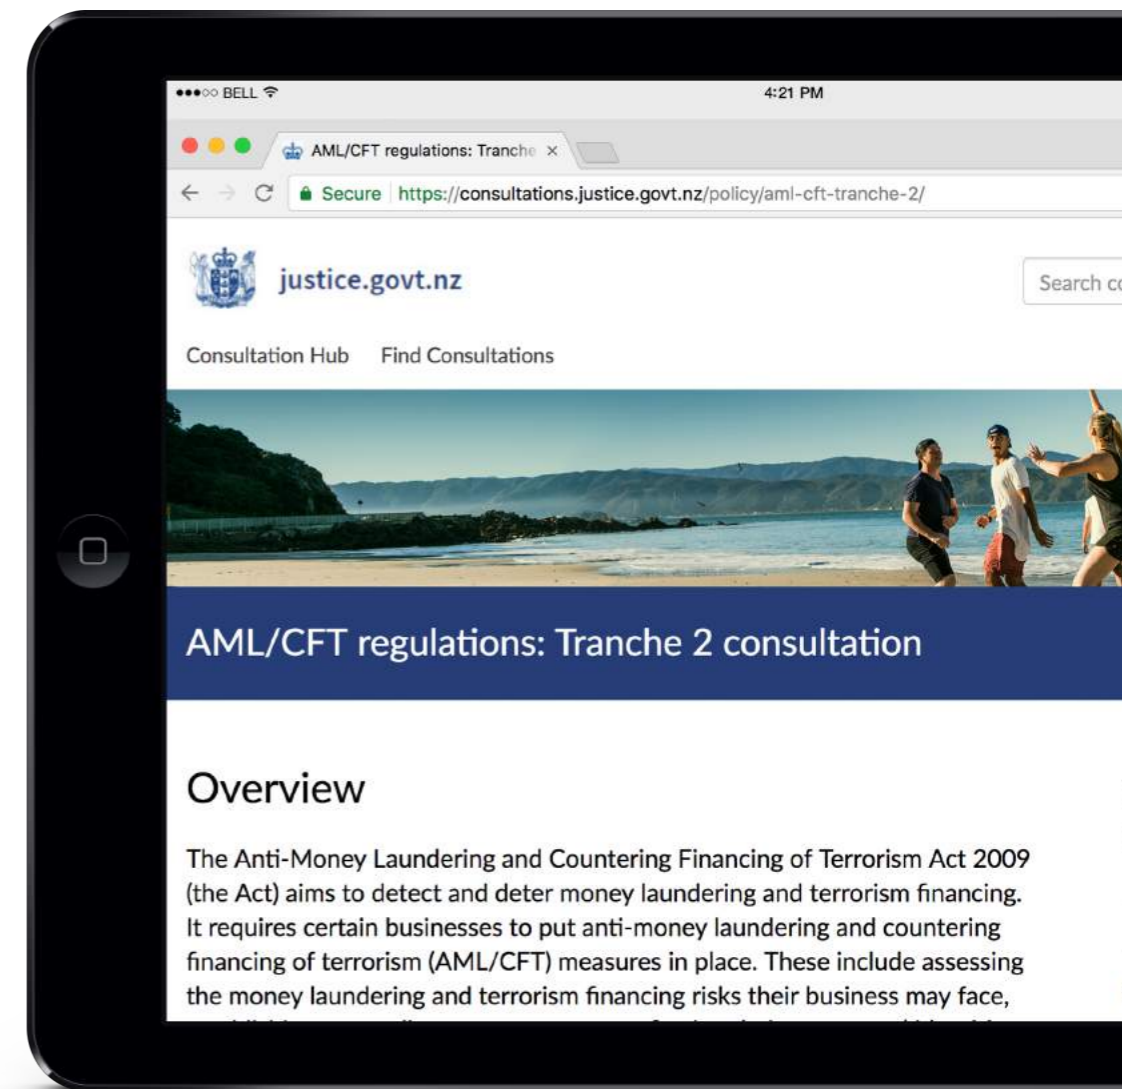 BELL 4:21 PM
AML/CFT regulations: Tranche
Secure https://consultations.justice.govt.nz/policy/aml-cft-tranche-2/
justice.govt.nz
Search
Consultation Hub Find Consultations
AML/CFT regulations: Tranche 2 consultation
Overview
The Anti-Money Laundering and Countering Financing of Terrorism Act 2009
(the Act) aims to detect and deter money laundering and terrorism financing.
It requires certain businesses to put anti-money laundering and countering
financing of terrorism (AML/CFT) measures in place. These include assessing
the money laundering and terrorism financing risks their business may face,